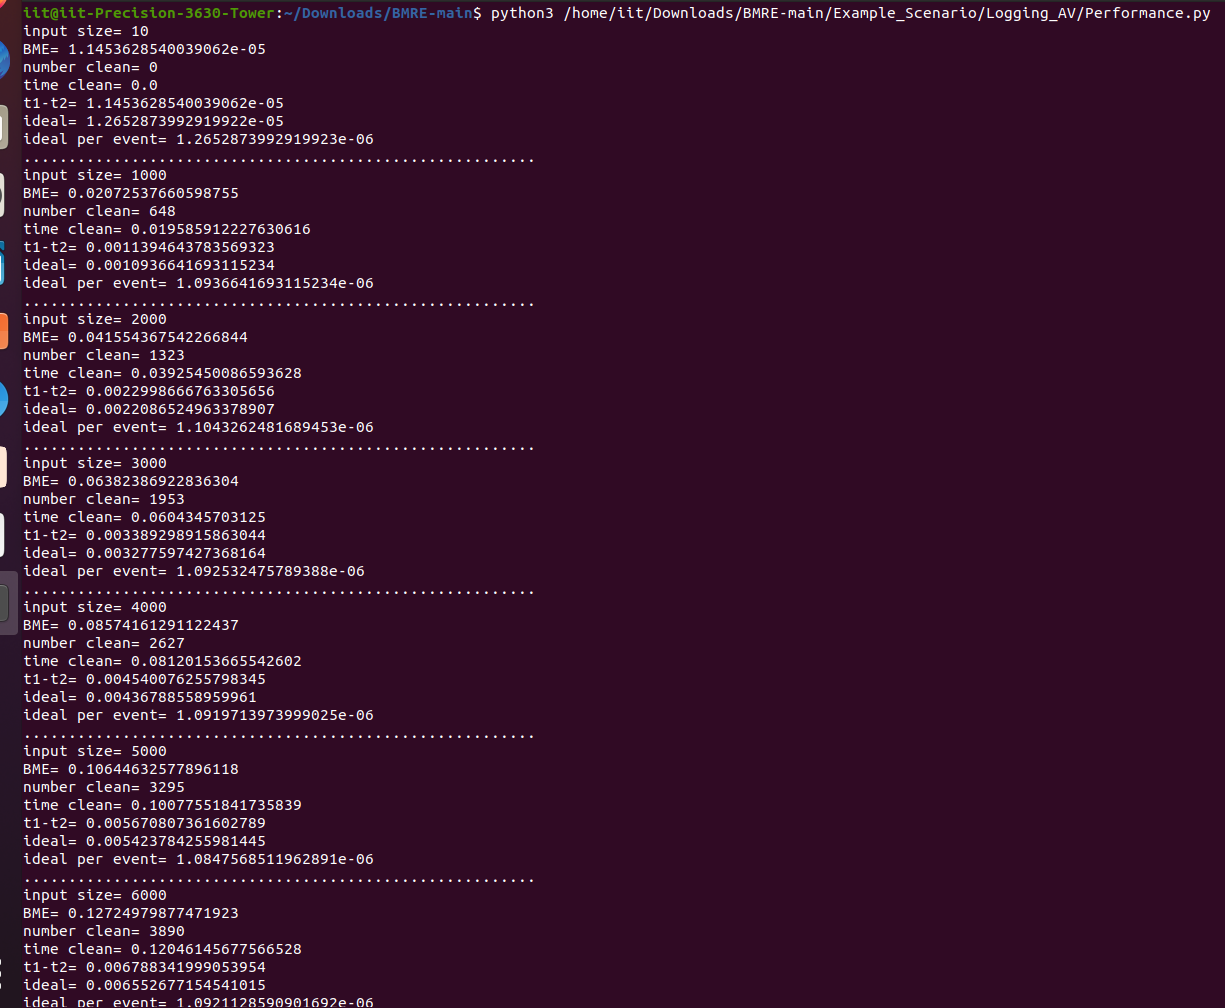 iit@iit-Precision-3630-Tower:~/Downloads/BMRE-main$ python3 /home/iit/Downloads/BMRE-main/Example_Scenario/Logging_AV/Performance.py
input size= 10
BME= 1.1453628540039062e-05
number clean= 0
time clean= 0.0
t1-t2= 1.1453628540039062e-05
ideal= 1.2652873992919922e-05
ideal per event= 1.2652873992919923e-06
.........................................................
input size= 1000
BME= 0.02072537660598755
number clean= 648
time clean= 0.019585912227630616
t1-t2= 0.0011394643783569323
ideal= 0.0010936641693115234
ideal per event= 1.0936641693115234e-06
.........................................................
input size= 2000
BME= 0.041554367542266844
number clean= 1323
time clean= 0.03925450086593628
t1-t2= 0.0022998666763305656
ideal= 0.0022086524963378907
ideal per event= 1.1043262481689453e-06
.........................................................
input size= 3000
BME= 0.06382386922836304
number clean= 1953
time clean= 0.0604345703125
t1-t2= 0.003389298915863044
ideal= 0.003277597427368164
ideal per event= 1.092532475789388e-06
.........................................................
input size= 4000
BME= 0.08574161291122437
number clean= 2627
time clean= 0.08120153665542602
t1-t2= 0.004540076255798345
ideal= 0.00436788558959961
ideal per event= 1.0919713973999025e-06
.........................................................
input size= 5000
BME= 0.10644632577896118
number clean= 3295
time clean= 0.10077551841735839
t1-t2= 0.005670807361602789
ideal= 0.005423784255981445
ideal per event= 1.0847568511962891e-06
.........................................................
input size= 6000
BME= 0.12724979877471923
number clean= 3890
time clean= 0.12046145677566528
t1-t2= 0.006788341999053954
ideal= 0.006552677154541015
ideal per event= 1.0921128590901692e-06